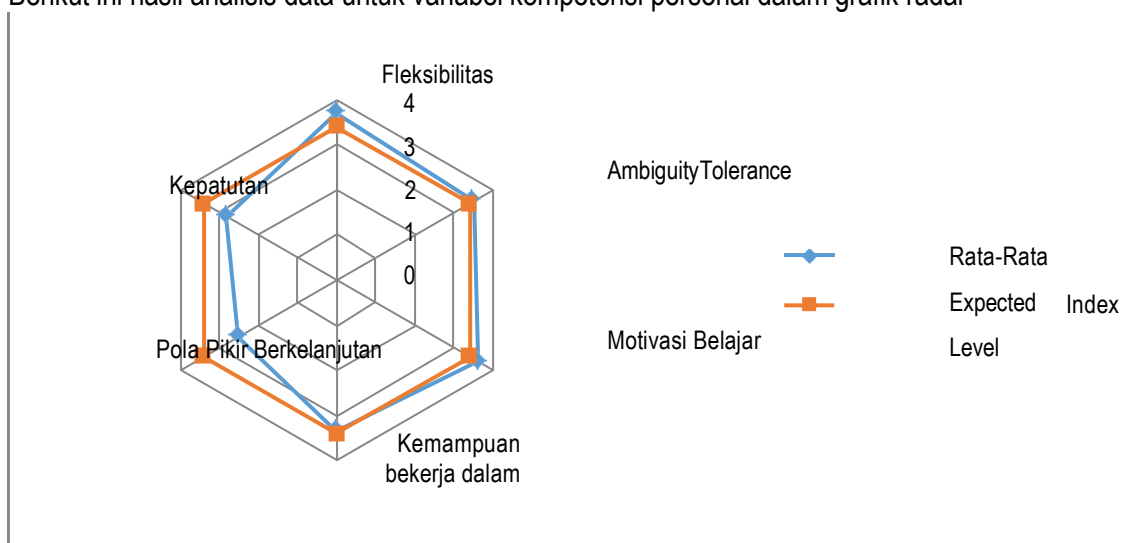 Berikut ini hasil analisis data untuk variabel kompetensi personal dalam grafik radar
Fleksibilitas
4
3
2
1
0
AmbiguityTolerance
Kepatutan
Rata-Rata
Expected Index
Level
Motivasi Belajar
Pola Pikir Berkelanjutan
Kemampuan
bekerja dalam